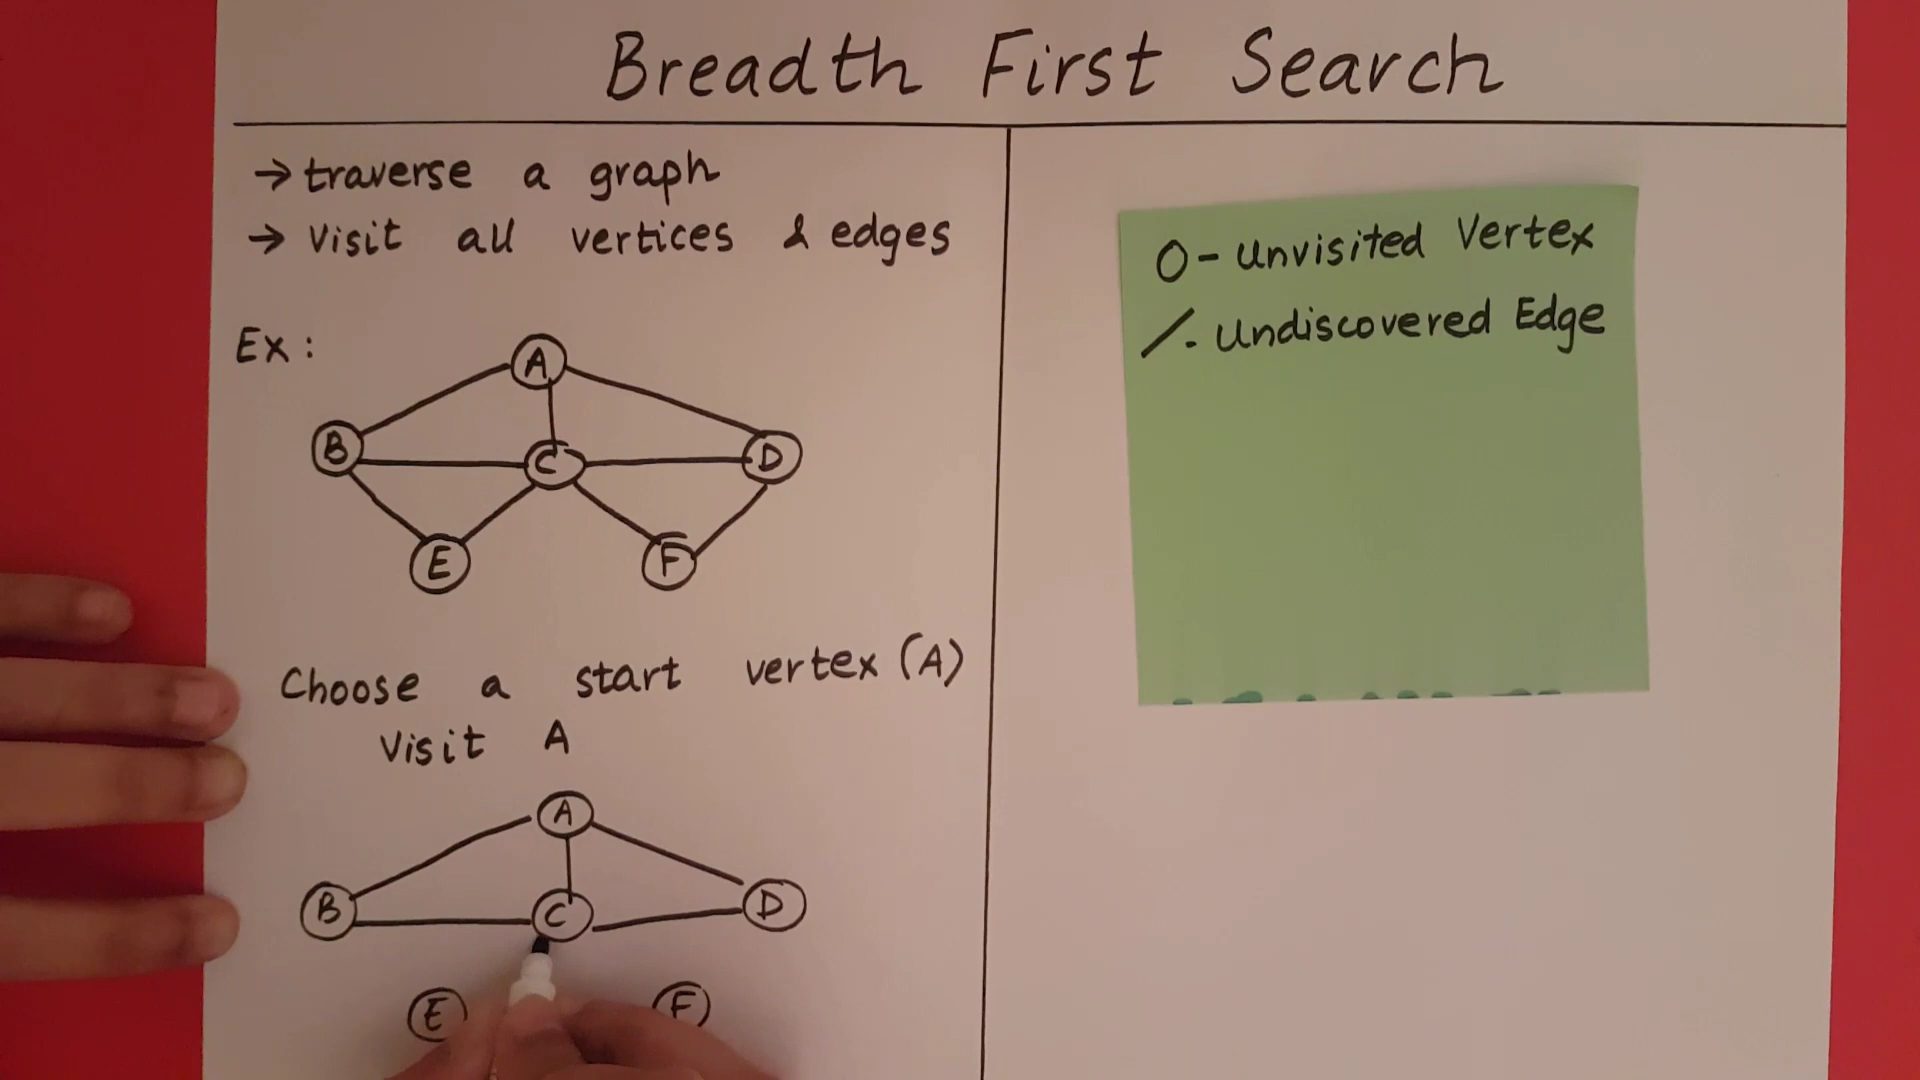 Breadth First Search
→ traverse a graph
→ Visit all vertices & edges
Ex:
A
B
C
D
E
F
Choose a start vertex (A)
Visit A
A
B
C
D
E
F
O - Unvisited Vertex
/ - Undiscovered Edge